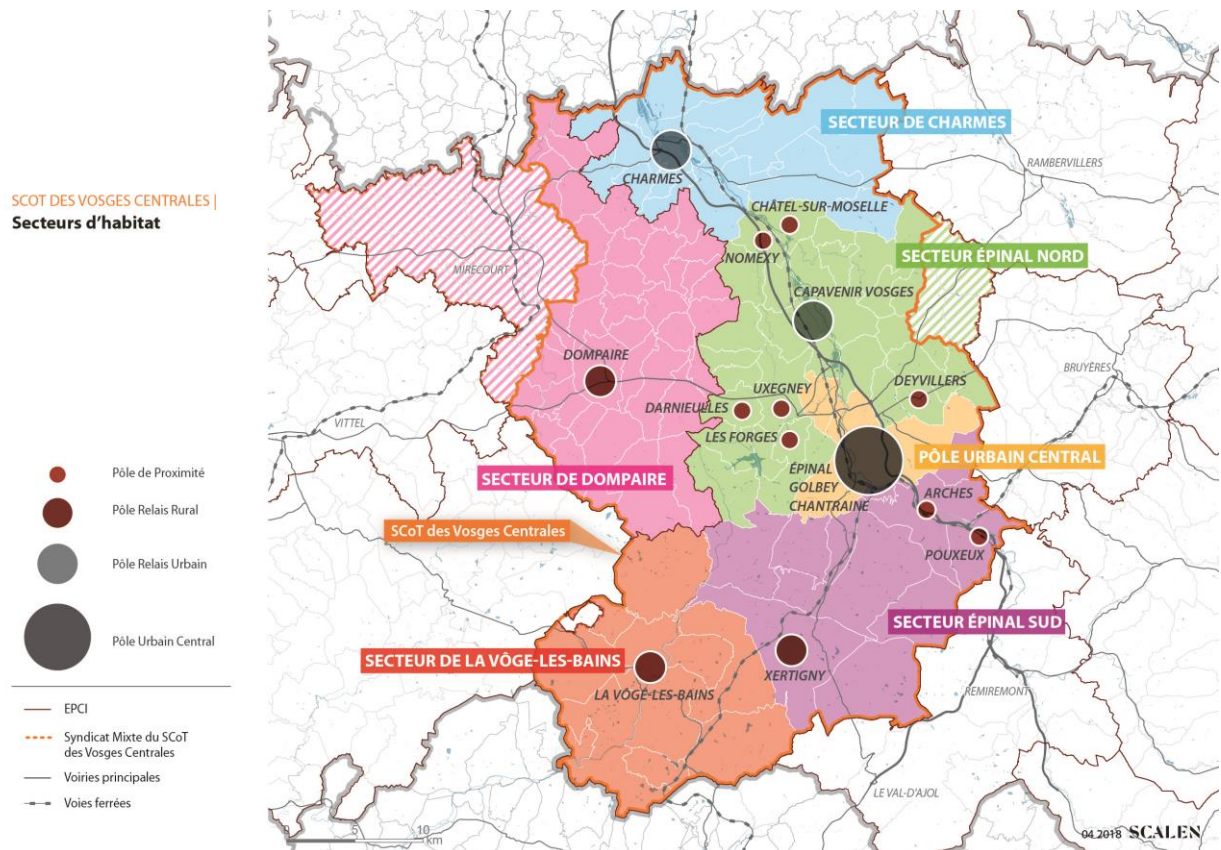 SCOT DES VOSGES CENTRALES |
Secteurs d'habitat
Pôle de Proximité
Pôle Relais Rural
Pôle Relais Urbain
Pôle Urbain Central
EPCI
Syndicat Mixte du SCoT
des Vosges Centrales
Voiries principales
Voies ferrées
SECTEUR DE CHARMES
RAMBERVILLERS
CHARMES
CHÂTEL-SUR-MOSELLE
NOMEXY
SECTEUR ÉPINAL NORD
MIRECOURT
CAPAVENIR VOSGES
DOMPAIRE
BRUYÈRES
UXEGNEY
DEYVILLERS
DARNIEULLES
VITTEL
LES FORGES
PÔLE URBAIN CENTRAL
ÉPINAL
GOLBEY
CHANTRAINE
SECTEUR DE DOMPAIRE
ARCHES
SCoT des Vosges Centrales
POUXEUX
SECTEUR ÉPINAL SUD
SECTEUR DE LA VÔGE-LES-BAINS
XERTIGNY
LA VÔGE-LES-BAINS
REMIREMONT
LE VAL-D'AJOL
0 5 10
km
04 2018 SCALEN